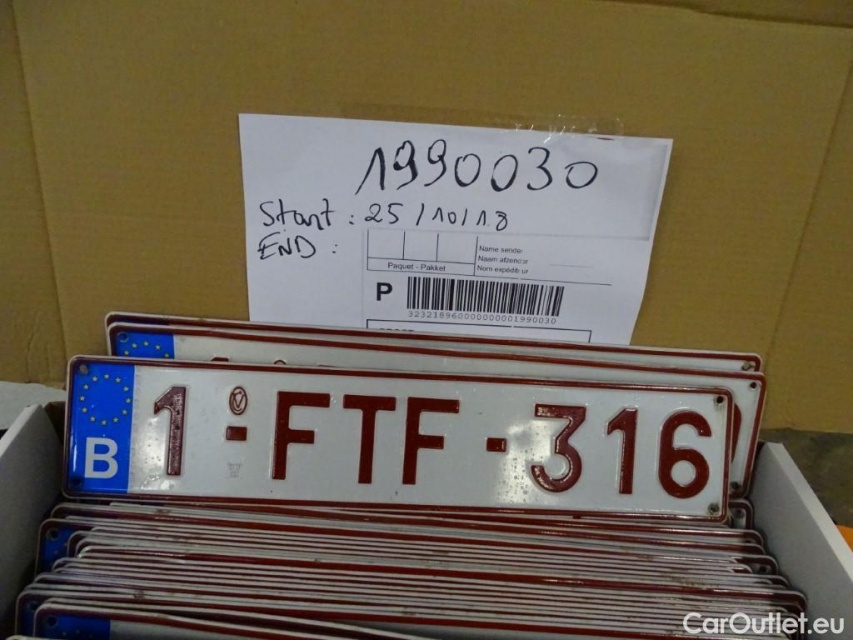 1990030
Start: 25/10/18
END:
Name sender
Naam afzender
Paquet - Pakket
Nom expéditeur
P
32321896000000000001990030
B 1-FTF-316
CarOutlet.eu